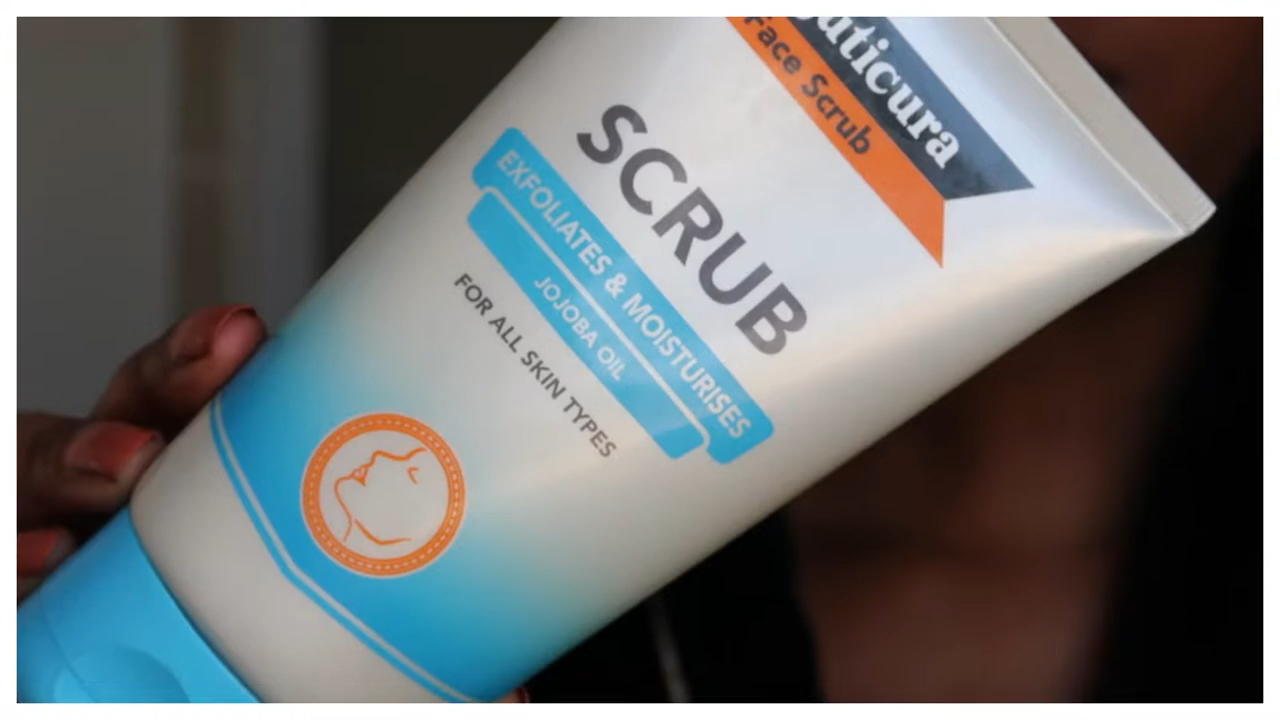 uticura
Face Scrub
SCRUB
EXFOLIATES & MOISTURISES
JOJOBA OIL
FOR ALL SKIN TYPES